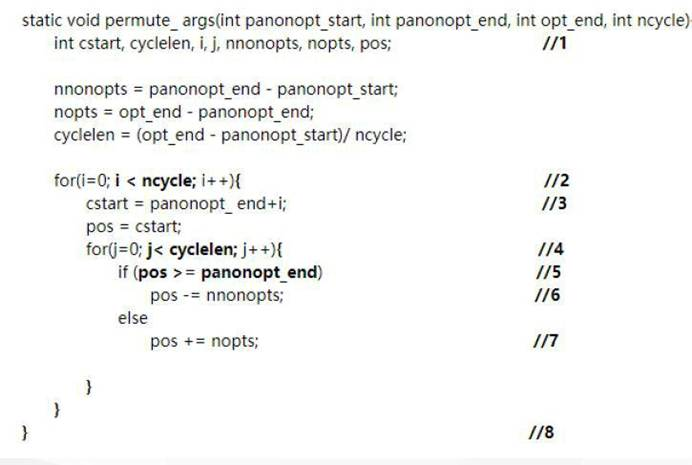 static void permute_ args(int panonopt_start, int panonopt_end, int opt_end, int ncycle)
int cstart, cyclelen, i, j, nnonopts, nopts, pos; //1
nnonopts = panonopt_end - panonopt_start;
nopts = opt_end - panonopt_end;
cyclelen = (opt_end - panonopt_start)/ ncycle;
for(i=0; i < ncycle; i++){ //2
cstart = panonopt_ end+i; //3
pos = cstart;
for(j=0; j< cyclelen; j++){ //4
if (pos >= panonopt_end) //5
pos -= nnonopts; //6
else
pos += nopts; //7
}
}
} //8